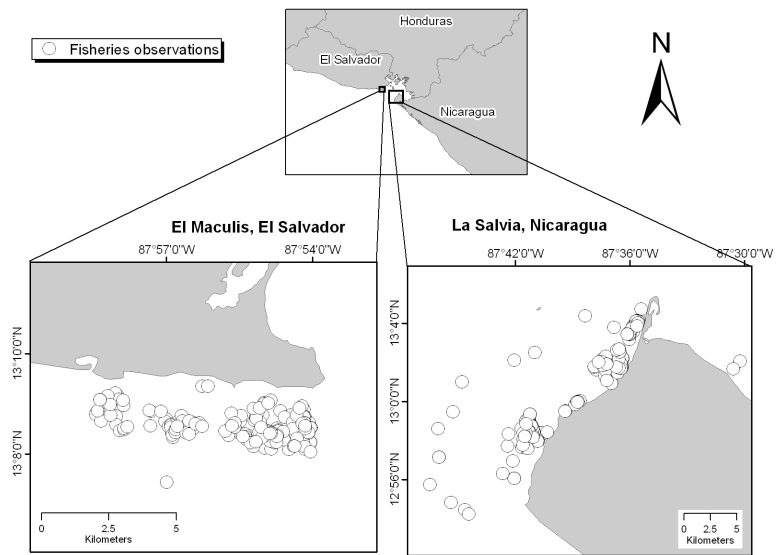 Fisheries observations
Honduras
El Salvador
Nicaragua
N
El Maculis, El Salvador
87°57'0"W
87°54'0"W
13°10'0"N
13°8'0"N
0
2.5
5
Kilometers
La Salvia, Nicaragua
87°42'0"W
87°36'0"W
87°30'0"W
13°4'0"N
13°0'0"N
12°56'0"N
0
2.5
5
Kilometers